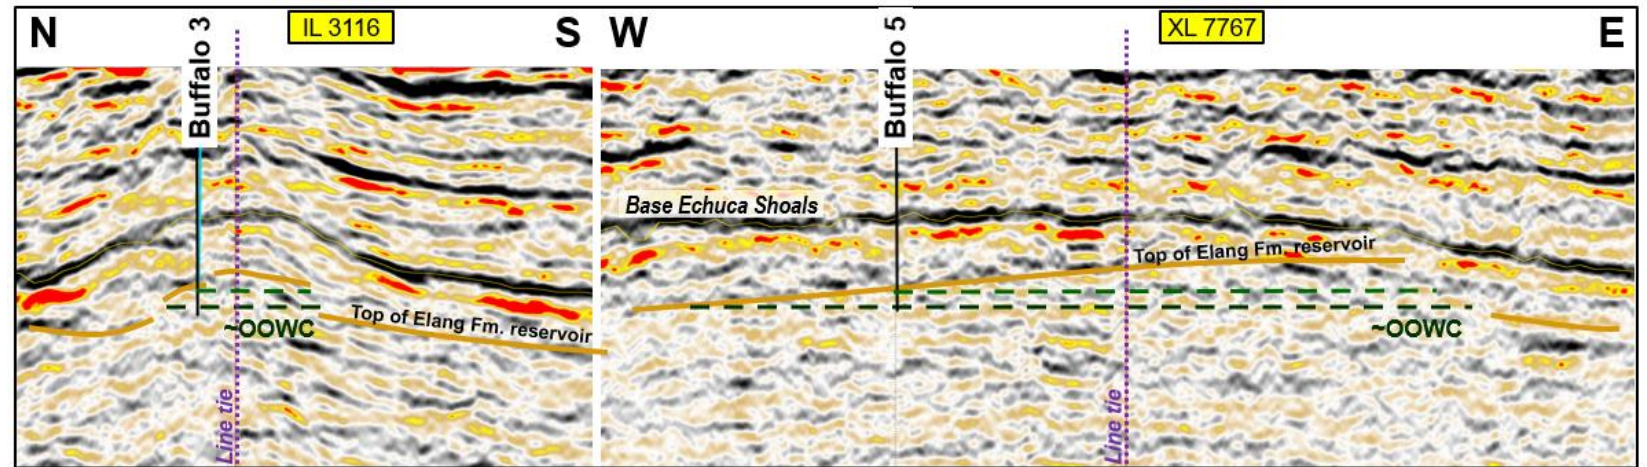 N
Buffalo 3
IL 3116
S
W
Buffalo 5
XL 7767
E
Base Echuca Shoals
Top of Elang Fm. reservoir
~OOWC
Top of Elang Fm. reservoir
~OOWC
Line tie
Line tie